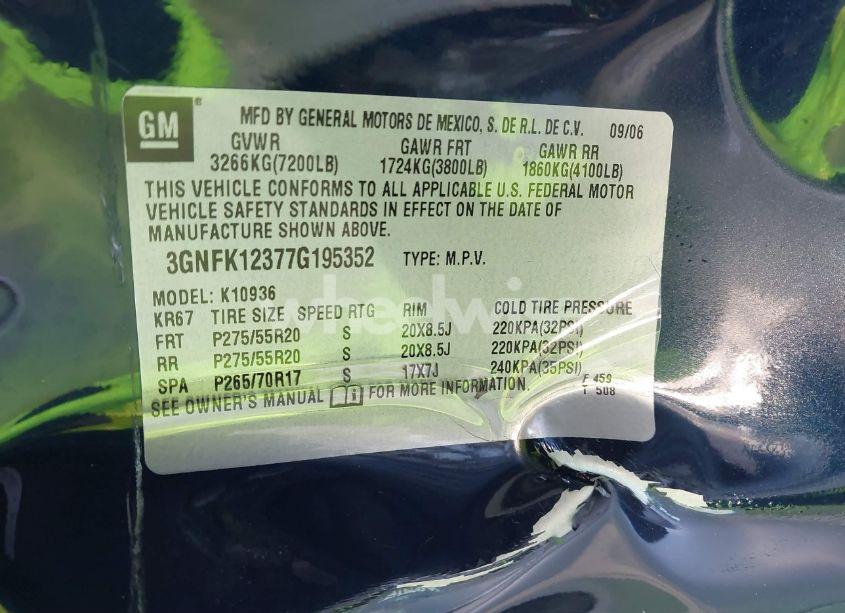 GM ®
MFD BY GENERAL MOTORS DE MEXICO, S. DE R.L. DE C.V. 09/06
GVWR GAWR FRT GAWR RR
3266KG(7200LB) 1724KG(3800LB) 1860KG(4100LB)
THIS VEHICLE CONFORMS TO ALL APPLICABLE U.S. FEDERAL MOTOR
VEHICLE SAFETY STANDARDS IN EFFECT ON THE DATE OF
MANUFACTURE SHOWN ABOVE.
3GNFK12377G195352 TYPE: M.P.V.
MODEL: K10936
KR67 TIRE SIZE SPEED RTG RIM COLD TIRE PRESSURE
FRT P275/55R20 S 20X8.5J 220KPA(32PSI)
RR P275/55R20 S 20X8.5J 220KPA(32PSI)
SPA P265/70R17 S 17X7J 240KPA(35PSI)
SEE OWNER'S MANUAL i FOR MORE INFORMATION.
F 459
T 508